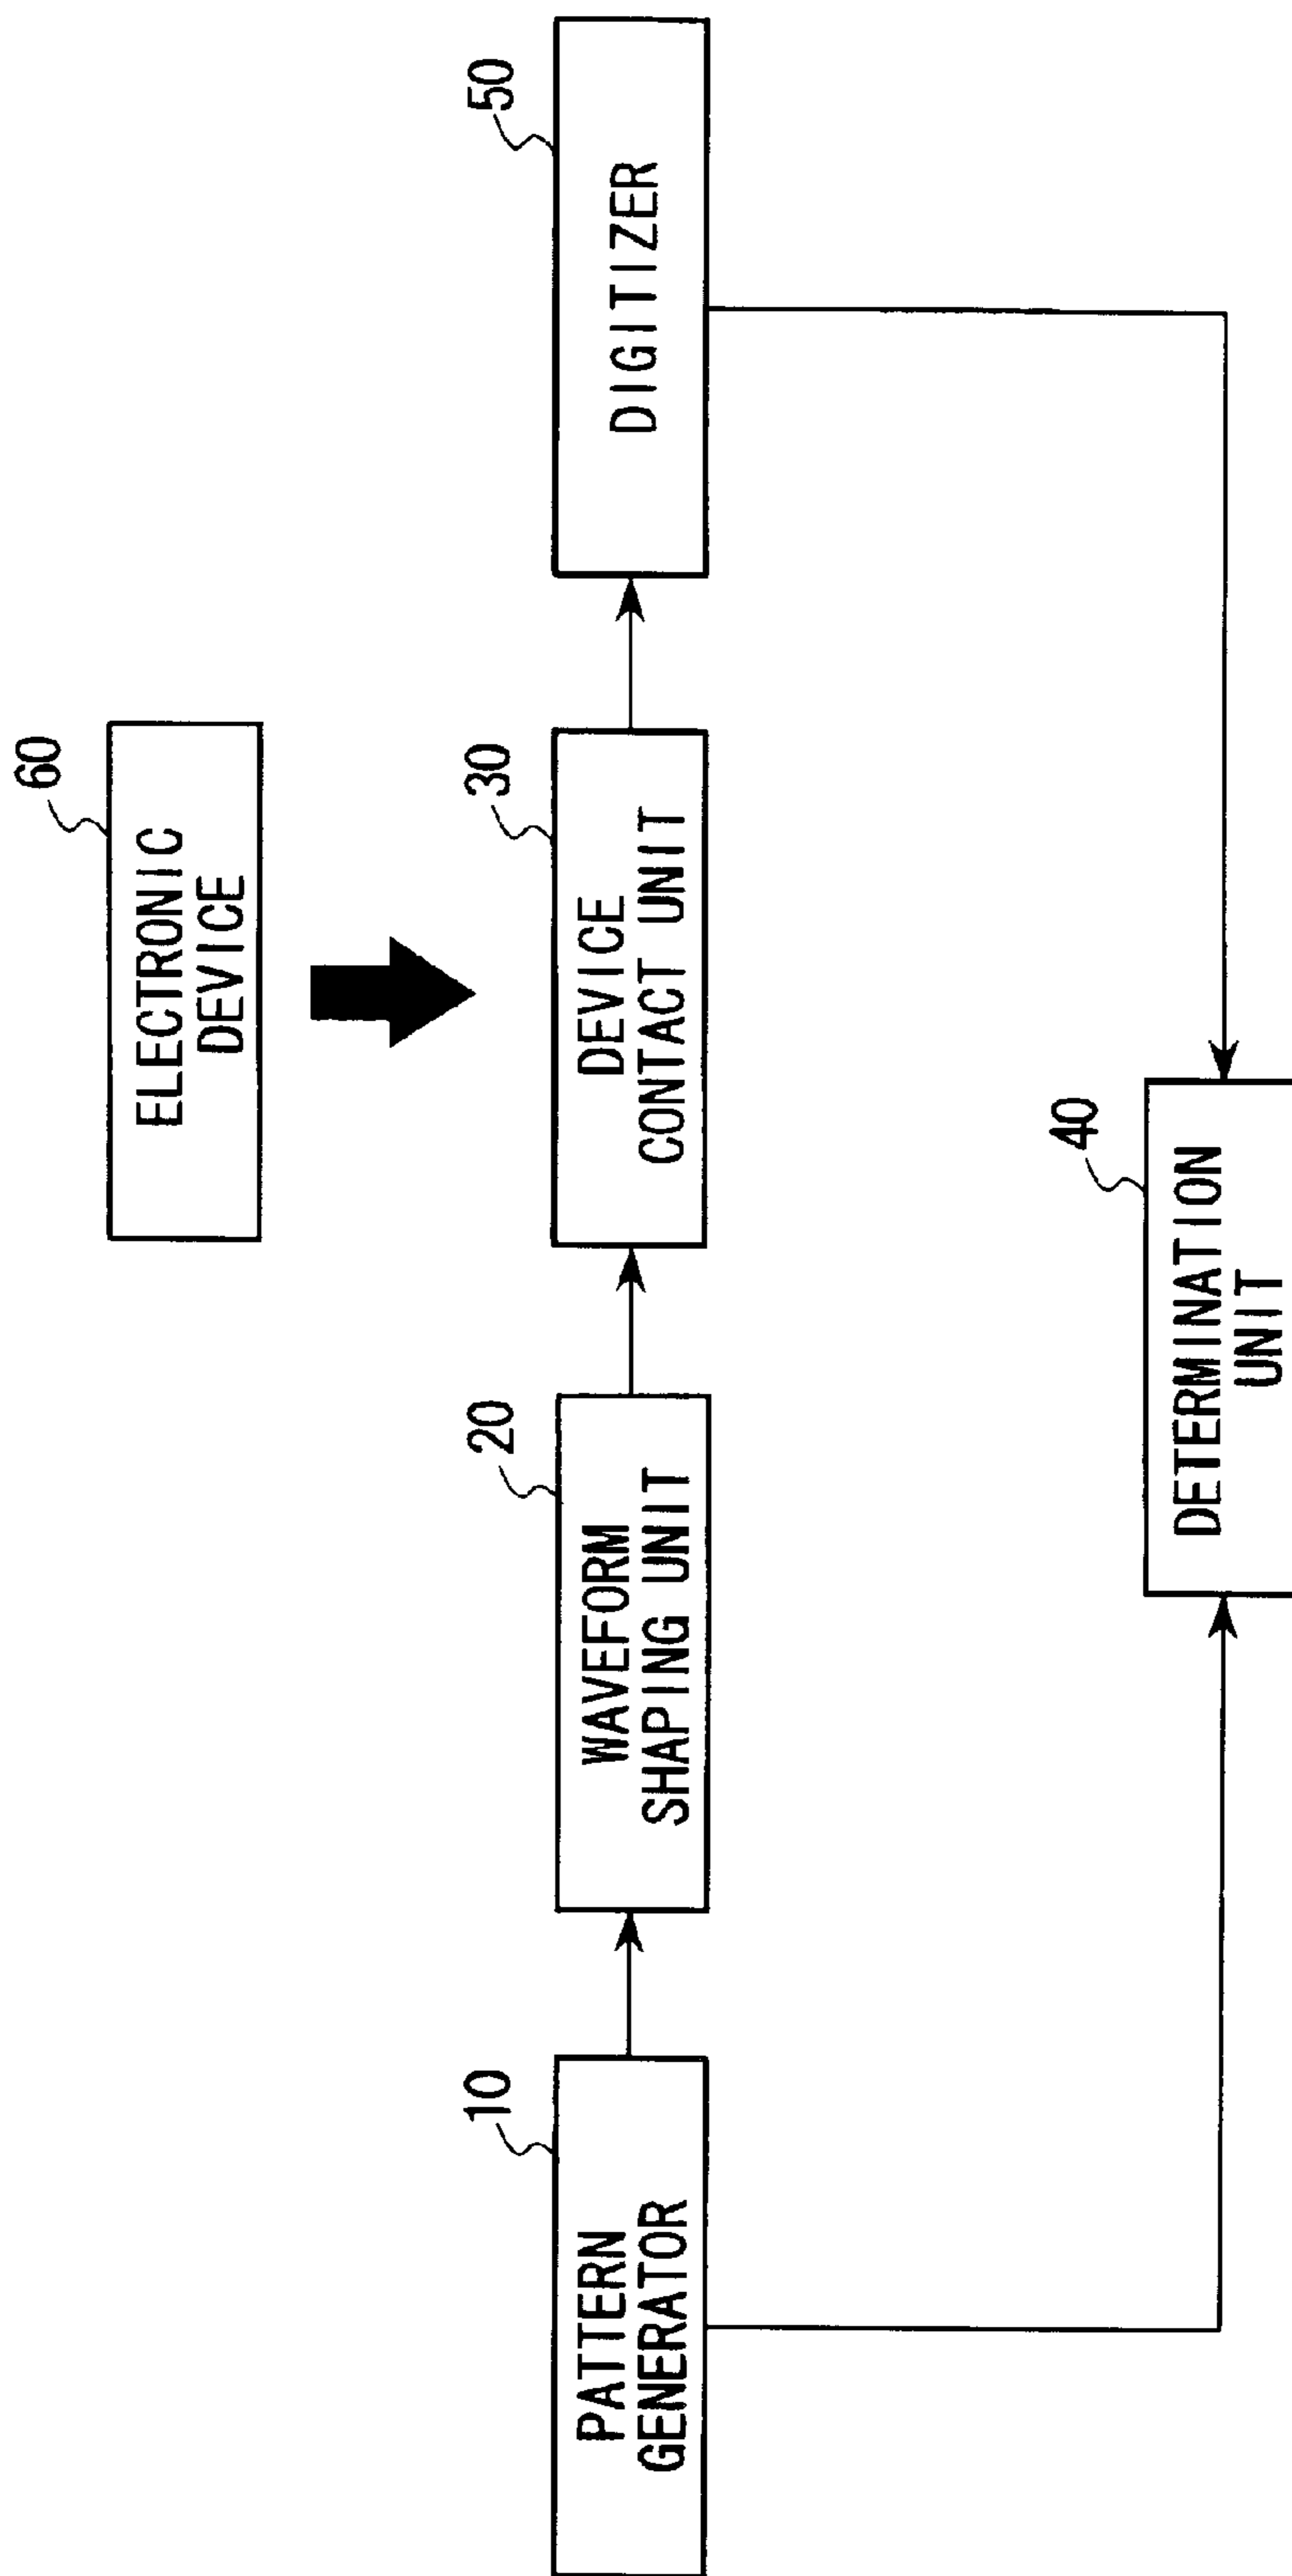 60
ELECTRONIC
DEVICE
10
PATTERN
GENERATOR
20
WAVEFORM
SHAPING UNIT
30
DEVICE
CONTACT UNIT
50
DIGITIZER
40
DETERMINATION
UNIT